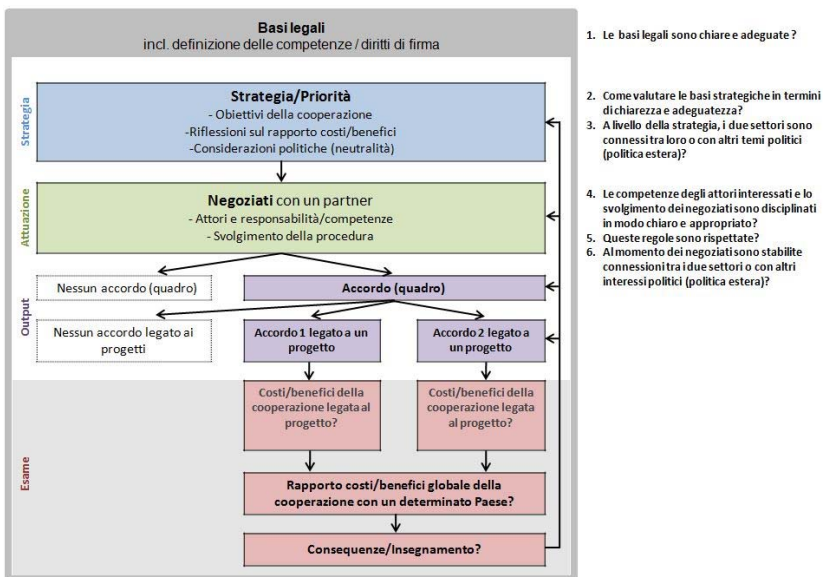 Basi legali
incl. definizione delle competenze / diritti di firma
Strategia
Strategia/Priorità
- Obiettivi della cooperazione
-Riflessioni sul rapporto costi/benefici
-Considerazioni politiche (neutralità)
Attuazione
Negoziati con un partner
- Attori e responsabilità/competenze
- Svolgimento della procedura
Output
Nessun accordo (quadro)
Accordo (quadro)
Nessun accordo legato ai
progetti
Accordo 1 legato a un
progetto
Accordo 2 legato a
un progetto
Esame
Costi/benefici della
cooperazione legata al
progetto?
Costi/benefici della
cooperazione legata
al progetto?
Rapporto costi/benefici globale della
cooperazione con un determinato Paese?
Consequenze/Insegnamento?
1. Le basi legali sono chiare e adeguate ?
2. Come valutare le basi strategiche in termini
di chiarezza e adeguatezza?
3. A livello della strategia, i due settori sono
connessi tra loro o con altri temi politici
(politica estera)?
4. Le competenze degli attori interessati e lo
svolgimento dei negoziati sono disciplinati
in modo chiaro e appropriato?
5. Queste regole sono rispettate?
6. Al momento dei negoziati sono stabilite
connessioni tra i due settori o con altri
interessi politici (politica estera)?